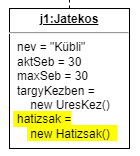 j1:Jatekos
nev = "Kübli"
aktSeb = 30
maxSeb = 30
targyKezben =
new UresKez()
hatizsak =
new Hatizsak()